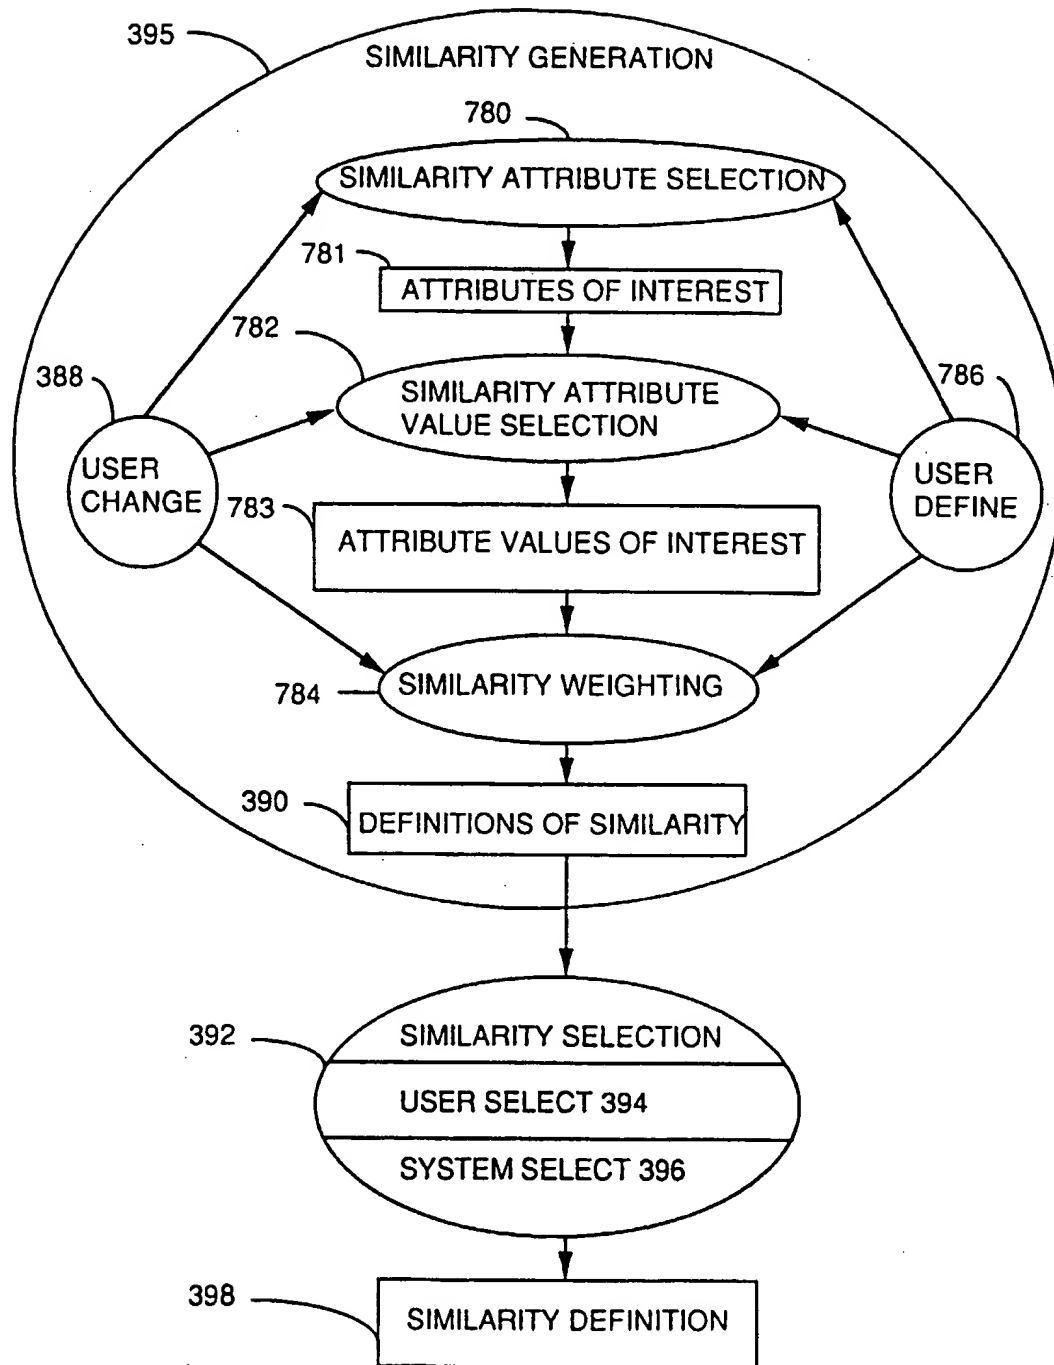 395
SIMILARITY GENERATION
780
SIMILARITY ATTRIBUTE SELECTION
781
ATTRIBUTES OF INTEREST
782
SIMILARITY ATTRIBUTE
VALUE SELECTION
388
USER
CHANGE
786
USER
DEFINE
783
ATTRIBUTE VALUES OF INTEREST
784
SIMILARITY WEIGHTING
390
DEFINITIONS OF SIMILARITY
392
SIMILARITY SELECTION
USER SELECT 394
SYSTEM SELECT 396
398
SIMILARITY DEFINITION